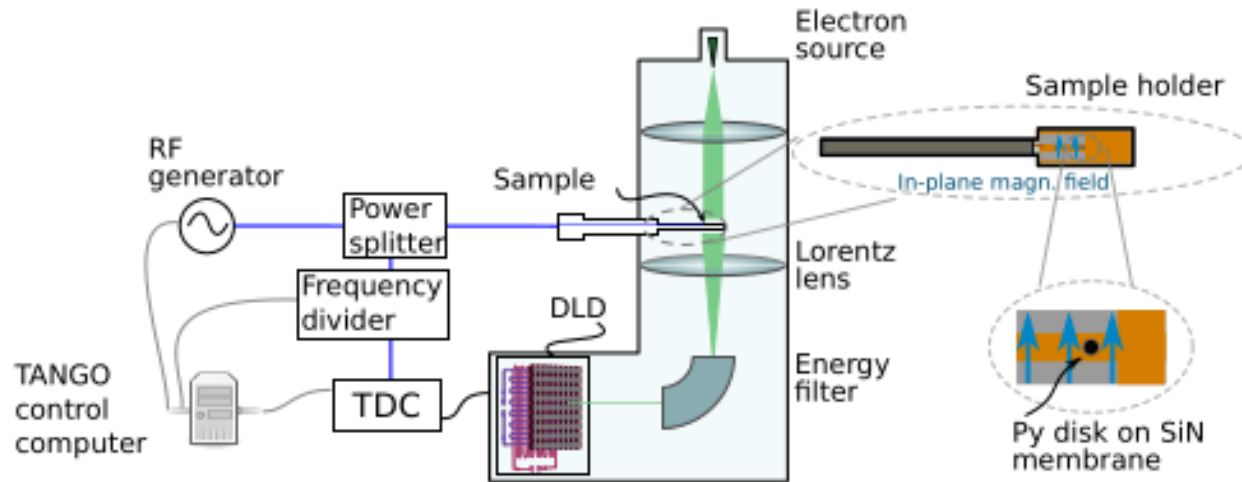 Electron
source
Sample holder
RF
generator
Sample
In-plane magn. field
Power
splitter
Lorentz
lens
Frequency
divider
DLD
Energy
filter
TANGO
control
computer
TDC
Py disk on SiN
membrane